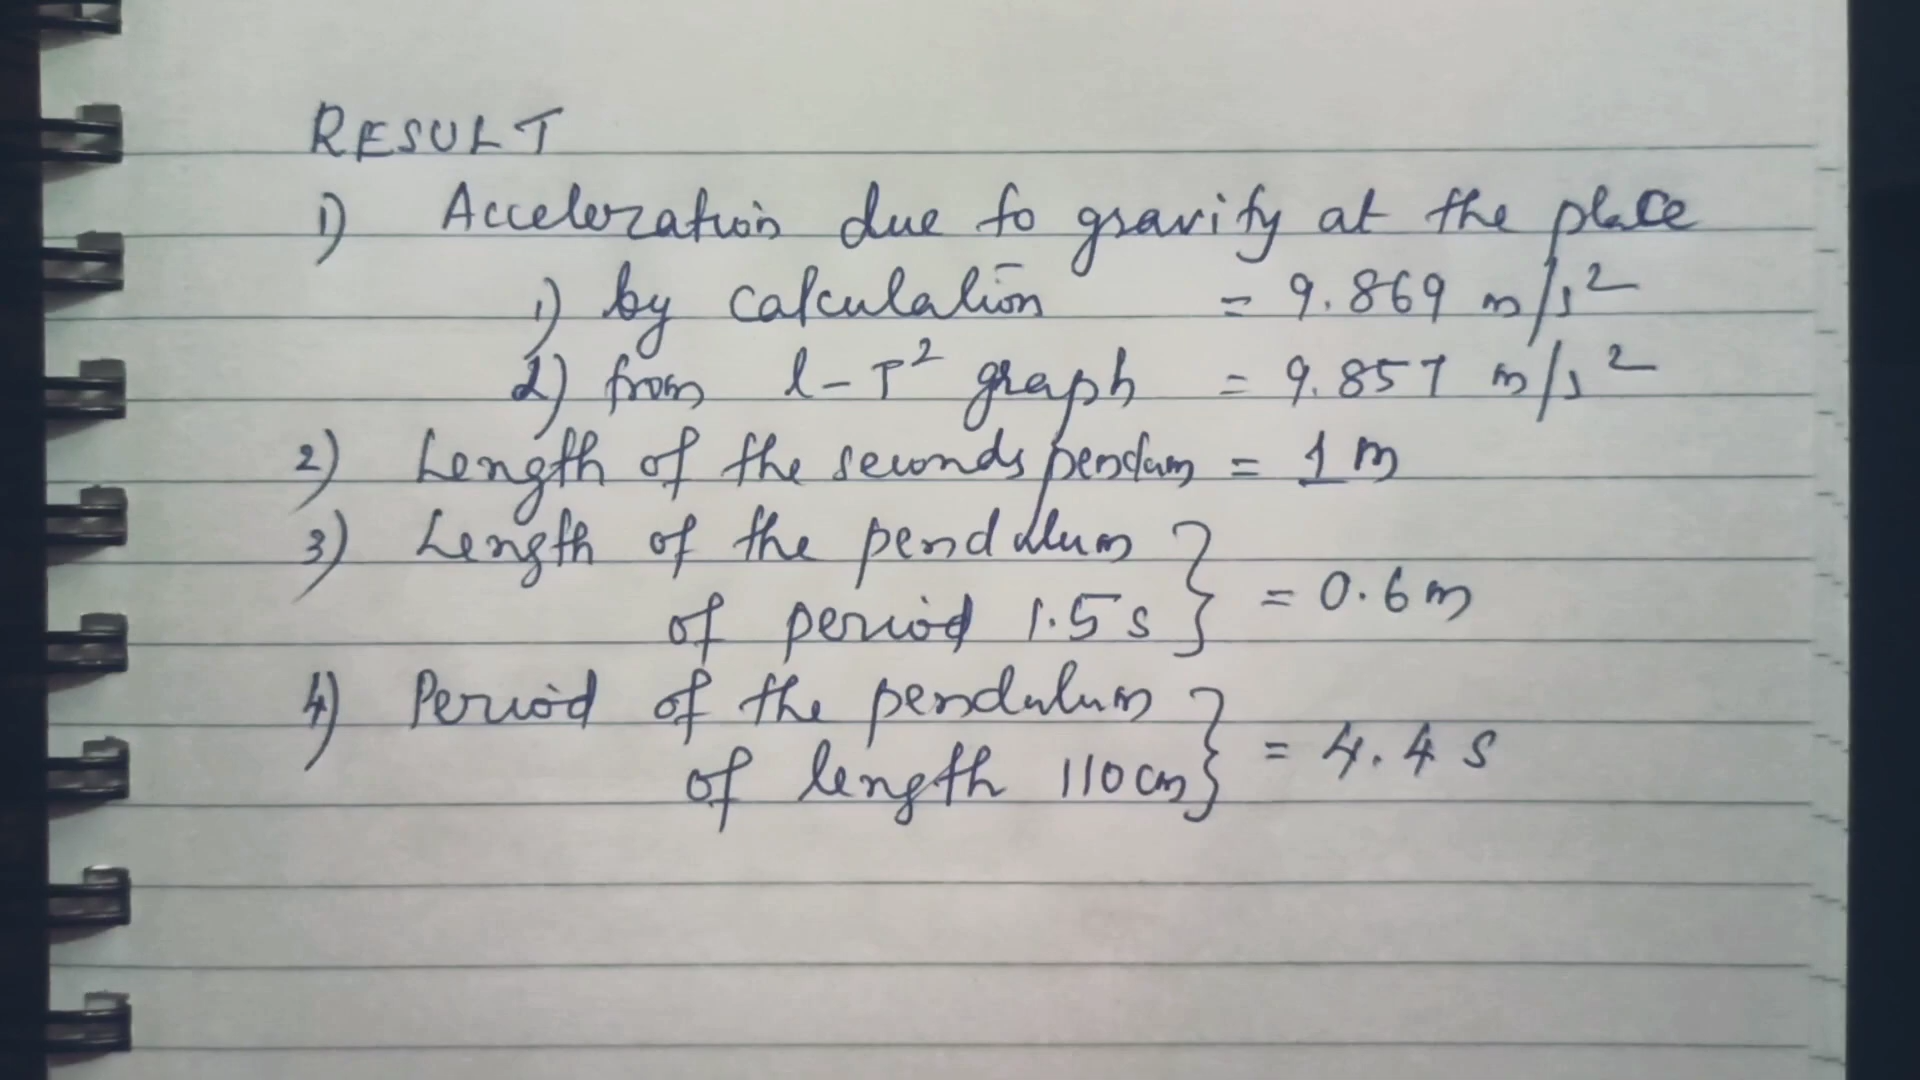 RESULT
1) Acceleration due to gravity at the place
1) by calculation = 9.869 m/s²
2) from l-T² graph = 9.857 m/s²
2) Length of the seconds pendam = 1 m
3) Length of the pendulum
of period 1.5 s } = 0.6 m
4) Period of the pendulum
of length 110 cm } = 4.4 s